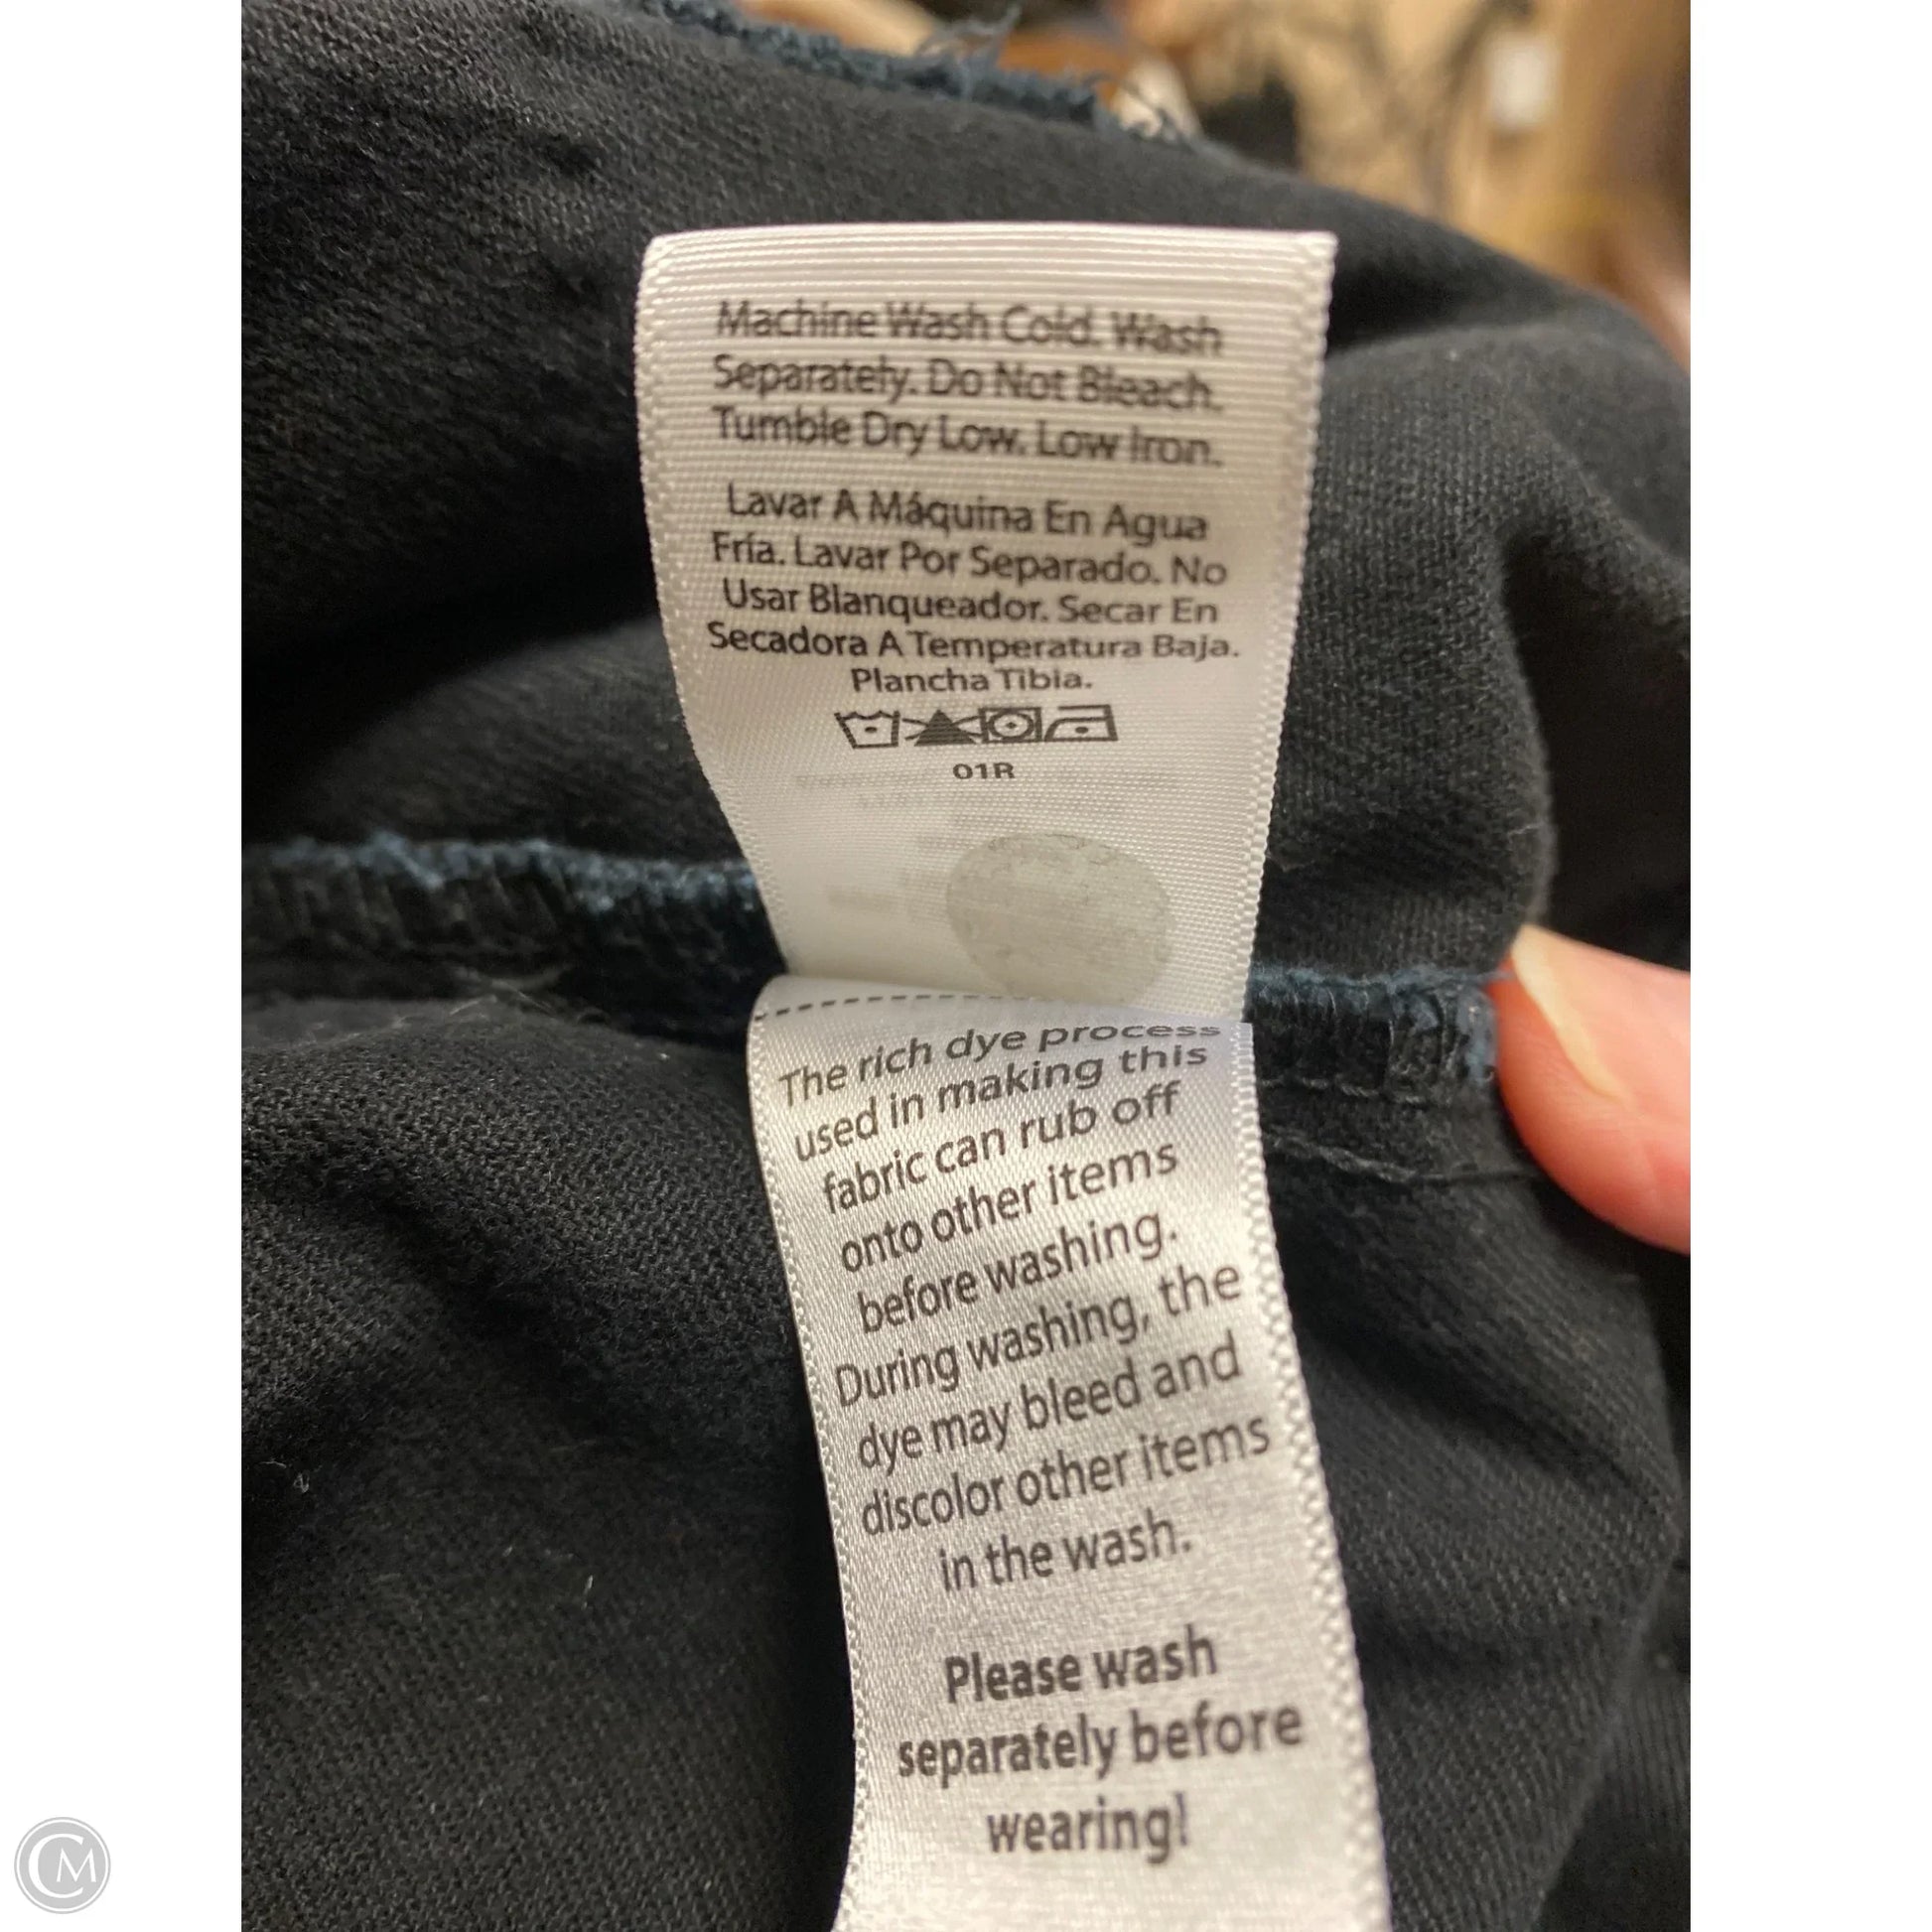 Machine Wash Cold. Wash
Separately. Do Not Bleach.
Tumble Dry Low. Low Iron.
Lavar A Máquina En Agua
Fría. Lavar Por Separado. No
Usar Blanqueador. Secar En
Secadora A Temperatura Baja.
Plancha Tibia.
01R
The rich dye process
used in making this
fabric can rub off
onto other items
before washing.
During washing, the
dye may bleed and
discolor other items
in the wash.
Please wash
separately before
wearing!
CM